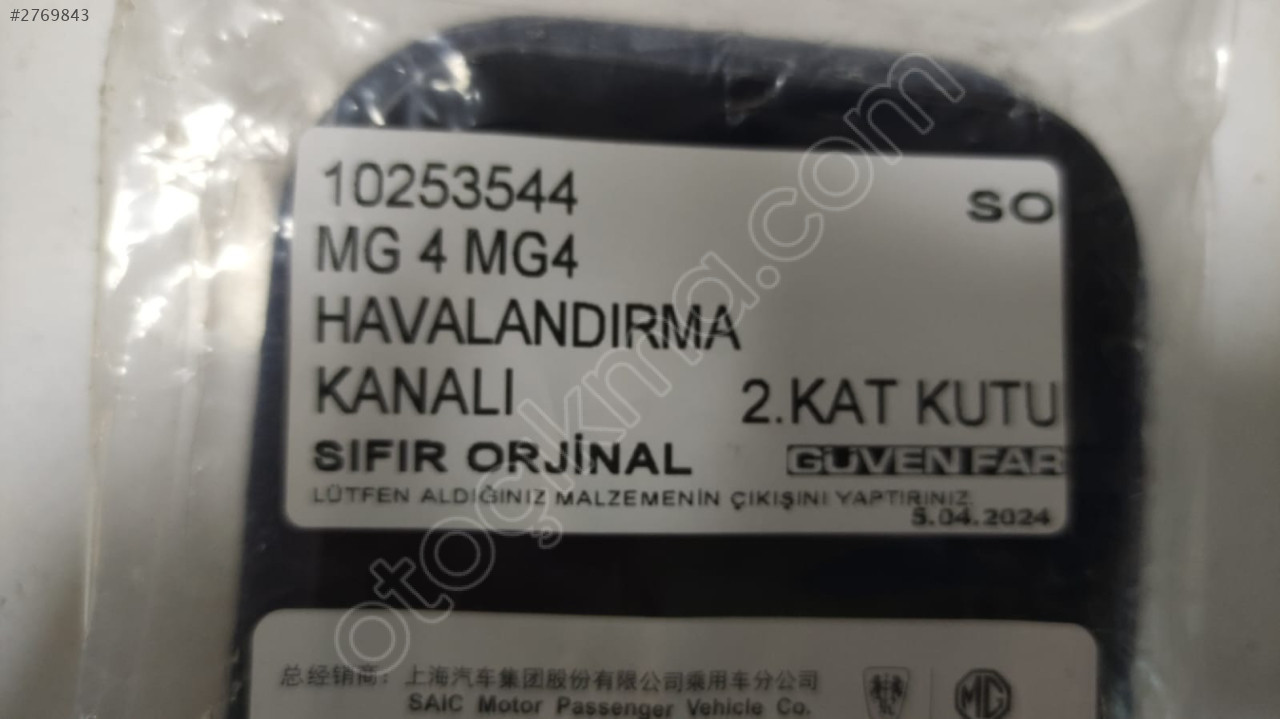 #2769843
10253544
SO
MG 4 MG4
HAVALANDIRMA
KANALI 2.KAT KUTU
SIFIR ORJİNAL GÜVEN FAR
LÜTFEN ALDIĞINIZ MALZEMENİN ÇIKIŞINI YAPTIRINIZ.
5.04.2024
otoçıkma.com
总经销商: 上海汽车集团股份有限公司乘用车分公司
SAIC Motor Passenger Vehicle Co.
MG